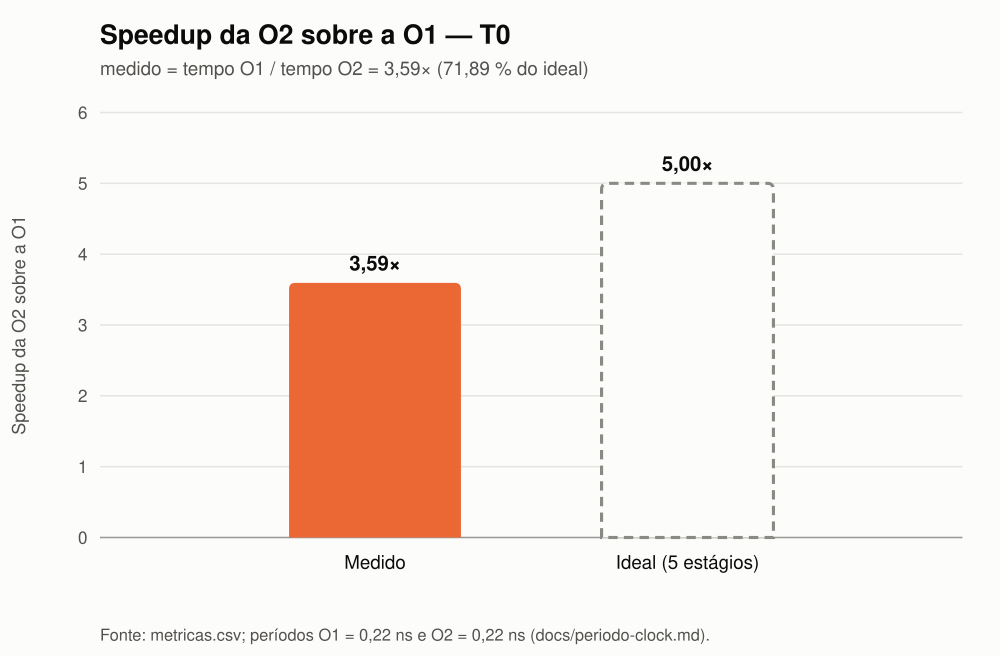 Speedup da O2 sobre a O1 — T0
medido = tempo O1 / tempo O2 = 3,59× (71,89 % do ideal)
Speedup da O2 sobre a O1
6
5
4
3
2
1
0
3,59×
5,00×
Medido
Ideal (5 estágios)
Fonte: metricas.csv; períodos O1 = 0,22 ns e O2 = 0,22 ns (docs/periodo-clock.md).